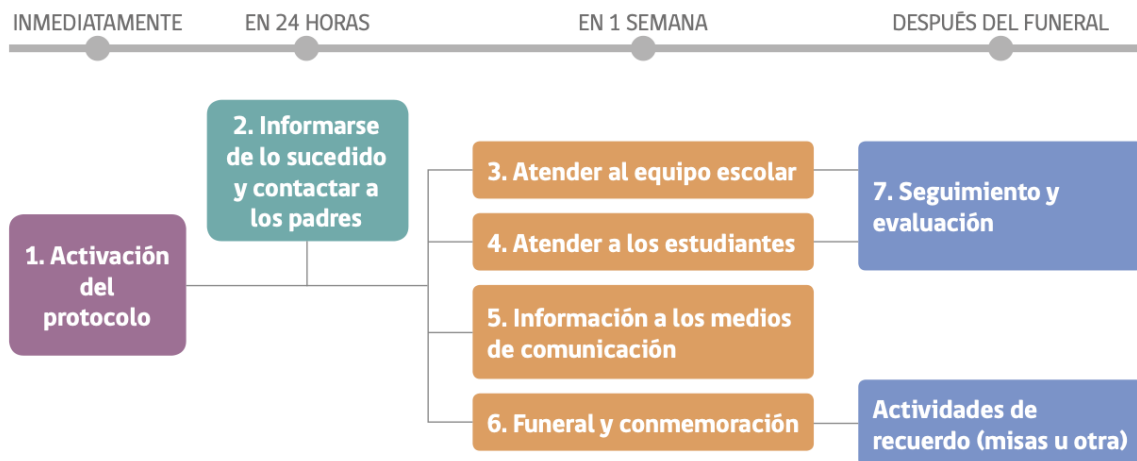 INMEDIATAMENTE
EN 24 HORAS
EN 1 SEMANA
DESPUÉS DEL FUNERAL
1. Activación
del
protocolo
2. Informarse
de lo sucedido
y contactar a
los padres
3. Atender al equipo escolar
4. Atender a los estudiantes
5. Información a los medios
de comunicación
6. Funeral y conmemoración
7. Seguimiento y
evaluación
Actividades de
recuerdo (misas u otra)